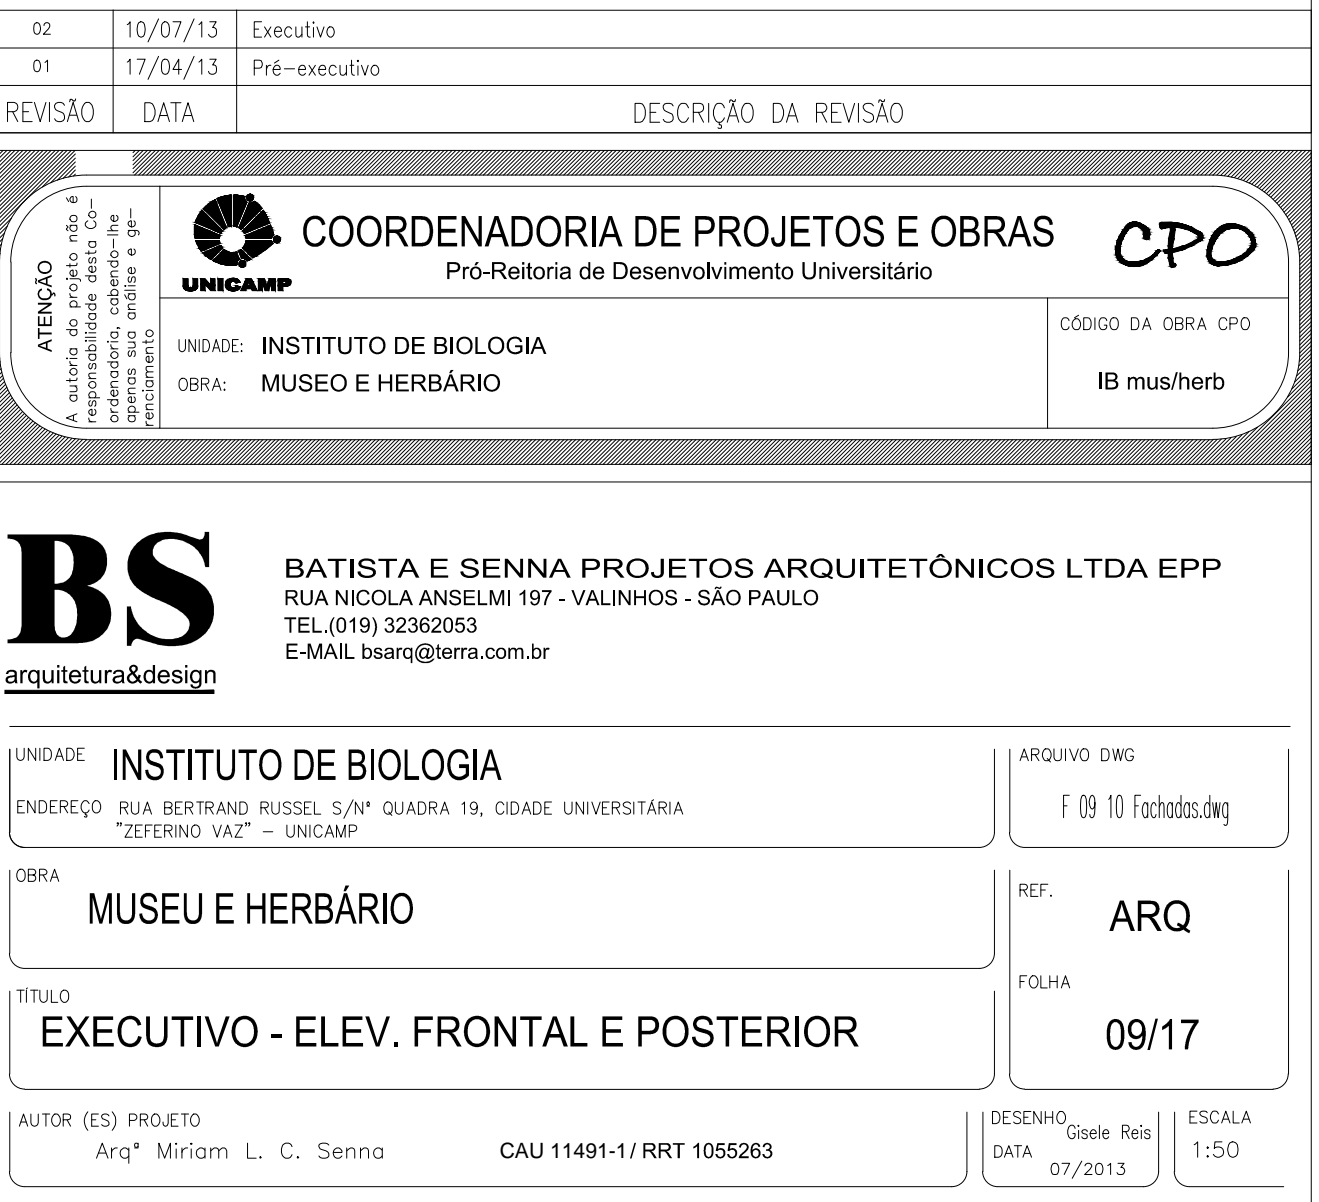 02 10/07/13 Executivo
01 17/04/13 Pré-executivo
REVISÃO DATA DESCRIÇÃO DA REVISÃO
ATENÇÃO
A autoria do projeto não é
responsabilidade desta Co-
ordenadoria, cabendo-lhe
apenas sua análise e ge-
renciamento
UNICAMP
COORDENADORIA DE PROJETOS E OBRAS
Pró-Reitoria de Desenvolvimento Universitário
CPO
UNIDADE: INSTITUTO DE BIOLOGIA
OBRA: MUSEO E HERBÁRIO
CÓDIGO DA OBRA CPO
IB mus/herb
BS
arquitetura&design
BATISTA E SENNA PROJETOS ARQUITETÔNICOS LTDA EPP
RUA NICOLA ANSELMI 197 - VALINHOS - SÃO PAULO
TEL.(019) 32362053
E-MAIL bsarq@terra.com.br
UNIDADE INSTITUTO DE BIOLOGIA
ENDEREÇO RUA BERTRAND RUSSEL S/Nº QUADRA 19, CIDADE UNIVERSITÁRIA
"ZEFERINO VAZ" – UNICAMP
ARQUIVO DWG
F 09 10 Fachadas.dwg
OBRA
MUSEU E HERBÁRIO
REF.
ARQ
TÍTULO
EXECUTIVO - ELEV. FRONTAL E POSTERIOR
FOLHA
09/17
AUTOR (ES) PROJETO
Arqª Miriam L. C. Senna CAU 11491-1 / RRT 1055263
DESENHO Gisele Reis
DATA 07/2013
ESCALA
1:50